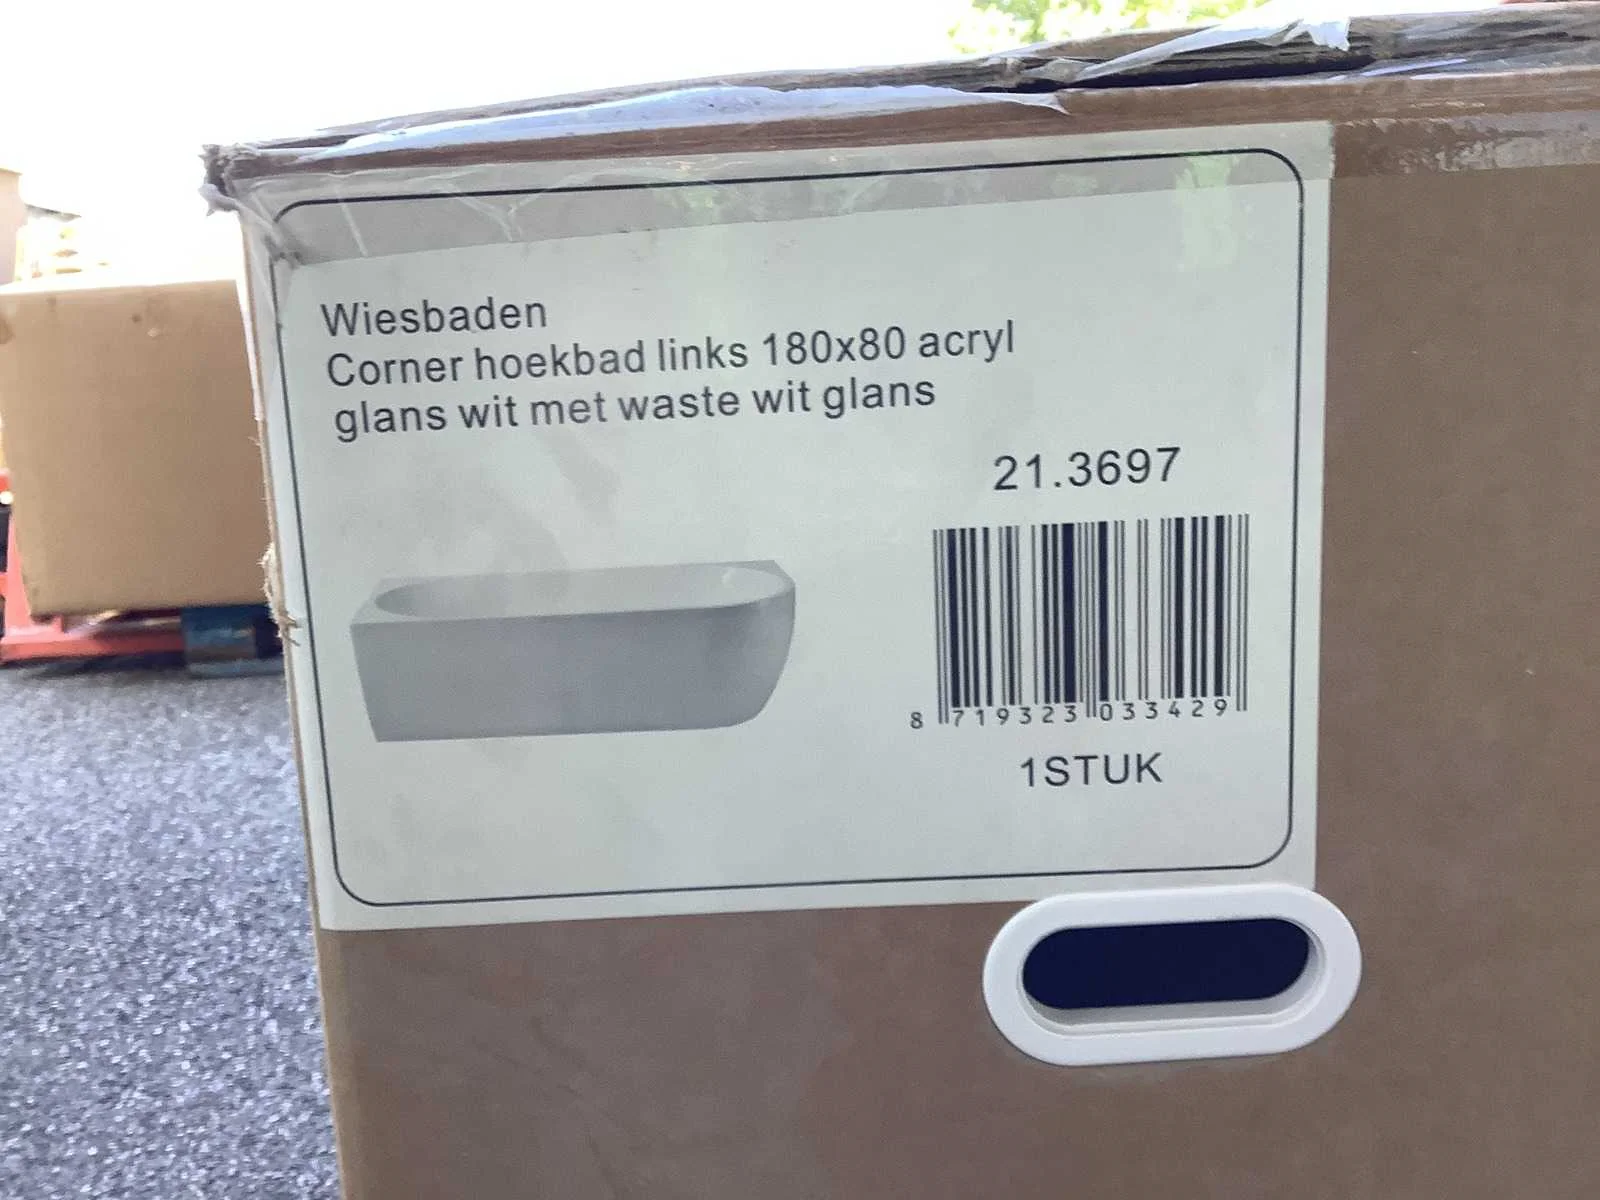 Wiesbaden
Corner hoekbad links 180x80 acryl
glans wit met waste wit glans
21.3697
8 719323 033429
1STUK